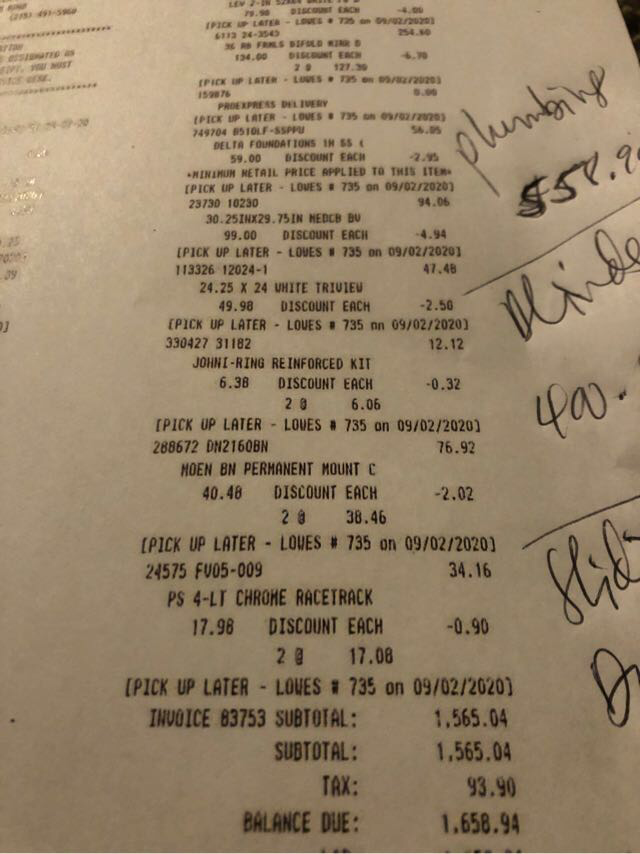 (215) 491-5960
LEV 2-IN 52X64 WHITE
79.98 DISCOUNT EACH -4.00
[PICK UP LATER - LOWES # 735 on 09/02/2020]
6113 24-3543 254.60
36 RB FRMLS BIFOLD MIRR D
134.00 DISCOUNT EACH -6.70
2 @ 127.30
[PICK UP LATER - LOWES # 735 on 09/02/2020]
159876 0.00
PROEXPRESS DELIVERY
[PICK UP LATER - LOWES # 735 on 09/02/2020]
749704 B510LF-SSPPU 56.05
DELTA FOUNDATIONS 1H SS (
59.00 DISCOUNT EACH -2.95
*MINIMUM RETAIL PRICE APPLIED TO THIS ITEM*
[PICK UP LATER - LOWES # 735 on 09/02/2020]
23730 10230 94.06
30.25INX29.75IN MEDCB BV
99.00 DISCOUNT EACH -4.94
[PICK UP LATER - LOWES # 735 on 09/02/2020]
113326 12024-1 47.48
24.25 X 24 WHITE TRIVIEW
49.98 DISCOUNT EACH -2.50
[PICK UP LATER - LOWES # 735 on 09/02/2020]
330427 31182 12.12
JOHNI-RING REINFORCED KIT
6.38 DISCOUNT EACH -0.32
2 @ 6.06
[PICK UP LATER - LOWES # 735 on 09/02/2020]
288672 DN2160BN 76.92
MOEN BN PERMANENT MOUNT C
40.48 DISCOUNT EACH -2.02
2 @ 38.46
[PICK UP LATER - LOWES # 735 on 09/02/2020]
24575 FV05-009 34.16
PS 4-LT CHROME RACETRACK
17.98 DISCOUNT EACH -0.90
2 @ 17.08
[PICK UP LATER - LOWES # 735 on 09/02/2020]
INVOICE 83753 SUBTOTAL: 1,565.04
SUBTOTAL: 1,565.04
TAX: 93.90
BALANCE DUE: 1,658.94
plumbing
$58.9
Blinds
400.